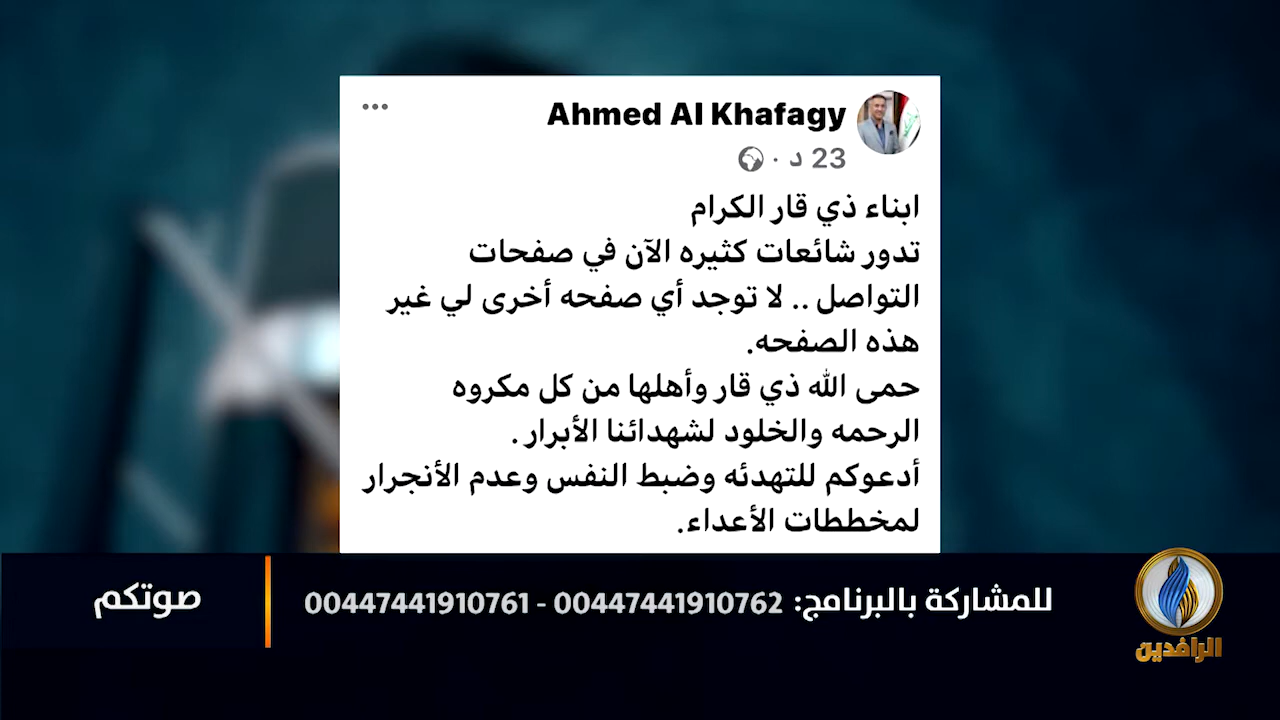 Ahmed Al Khafagy
23 د ·
ابناء ذي قار الكرام
تدور شائعات كثيره الآن في صفحات
التواصل .. لا توجد أي صفحه أخرى لي غير
هذه الصفحه.
حمى الله ذي قار وأهلها من كل مكروه
الرحمه والخلود لشهدائنا الأبرار .
أدعوكم للتهدئه وضبط النفس وعدم الأنجرار
لمخططات الأعداء.
للمشاركة بالبرنامج: 00447441910762 - 00447441910761
صوتكم
الرافدين